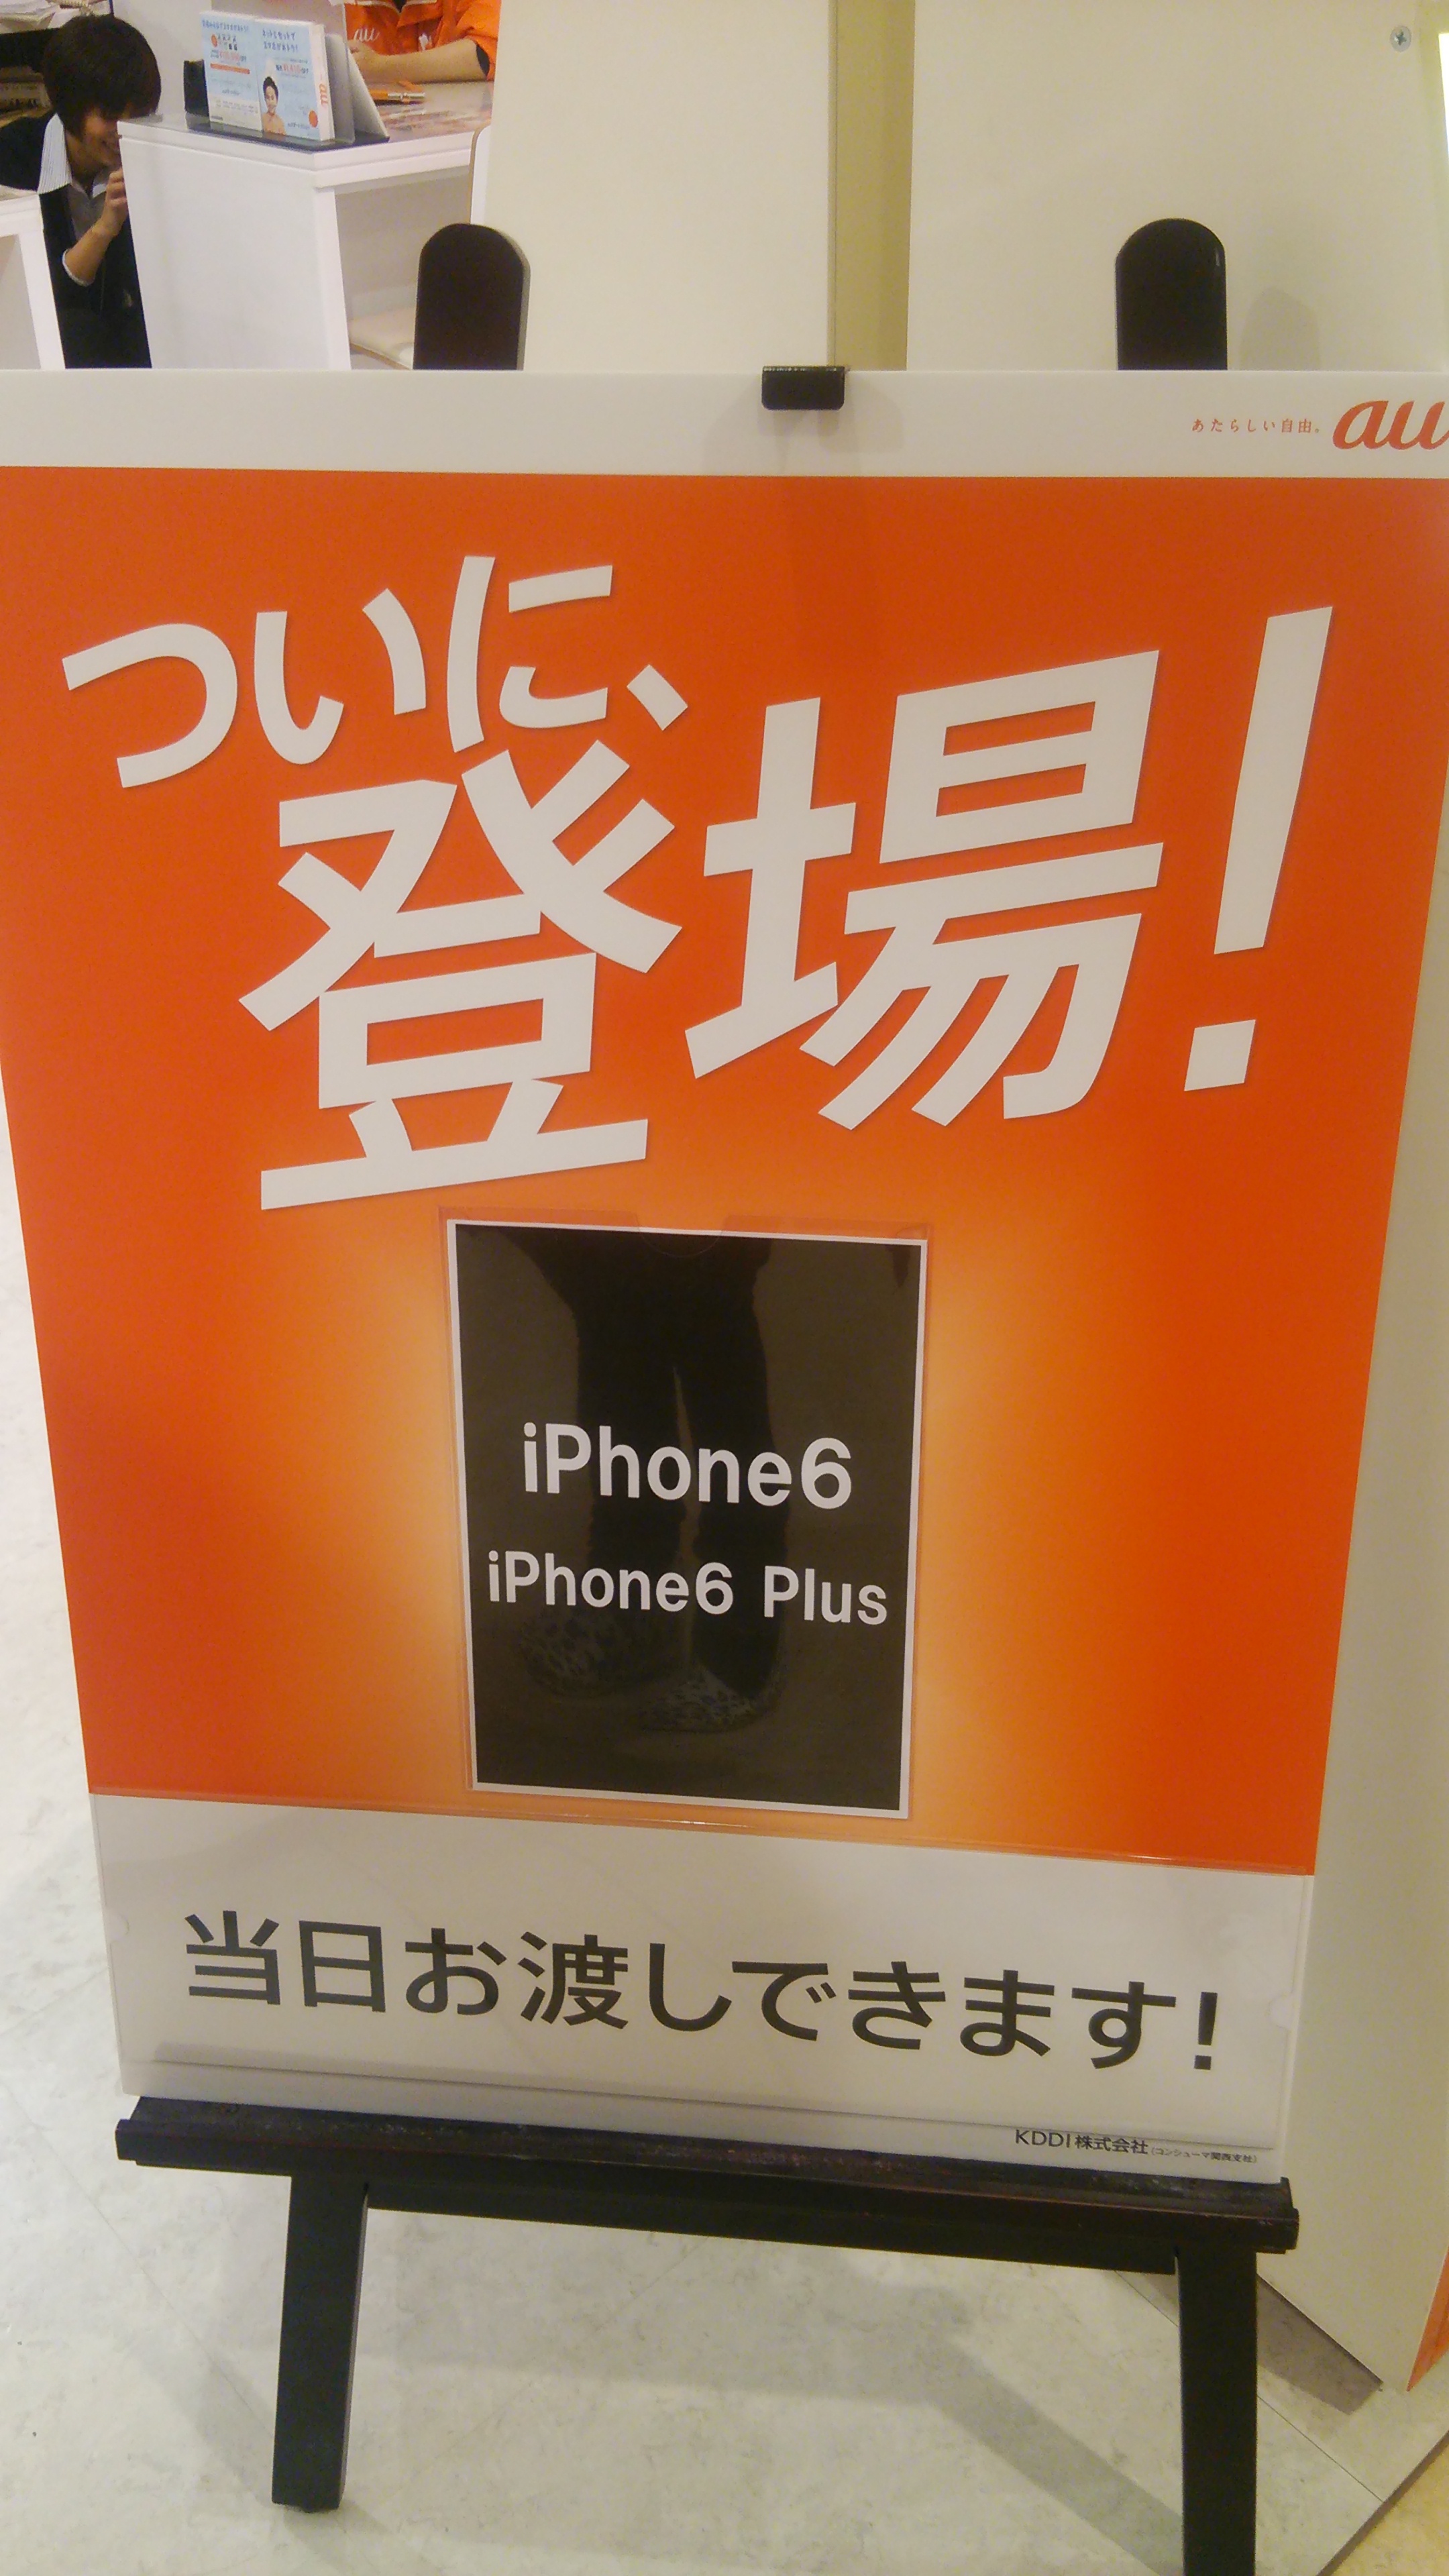 au
あたらしい自由。 au
ついに、
登場!
iPhone6
iPhone6 Plus
当日お渡しできます!
KDDI株式会社 (コンシューマ関西支社)